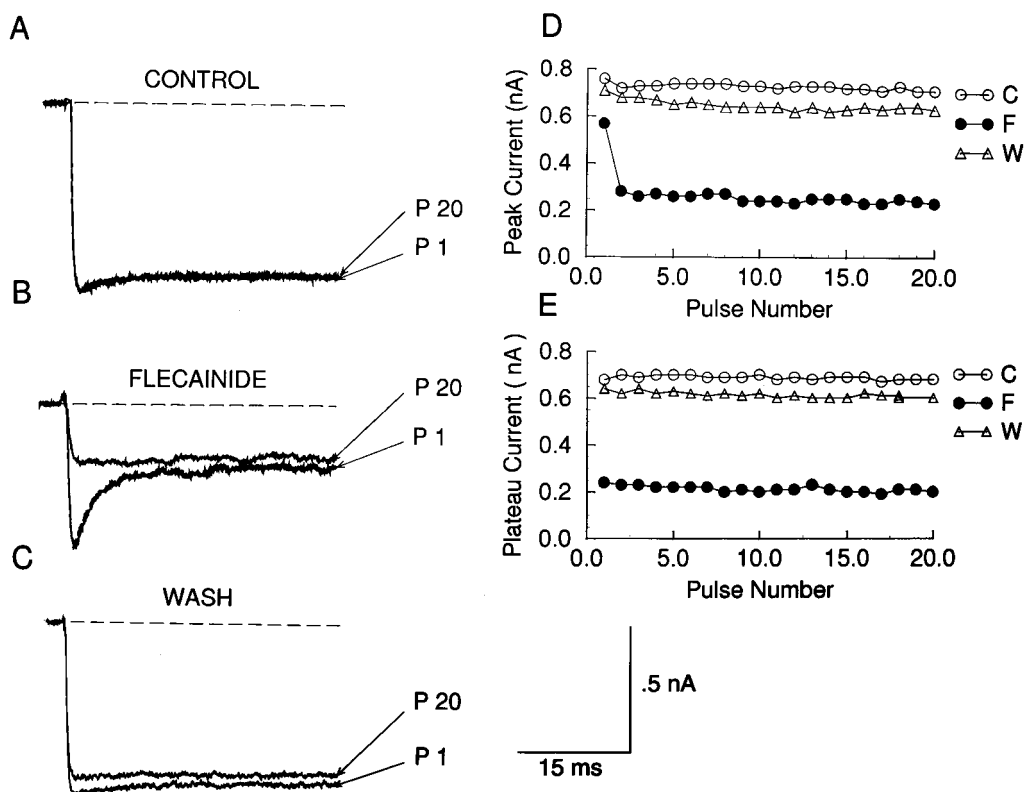 A
CONTROL
P 20
P 1
B
FLECAINIDE
P 20
P 1
C
WASH
P 20
P 1
D
Peak Current (nA)
0.8
0.6
0.4
0.2
0.0
0.0 5.0 10.0 15.0 20.0
Pulse Number
C
F
W
E
Plateau Current ( nA )
0.8
0.6
0.4
0.2
0.0
0.0 5.0 10.0 15.0 20.0
Pulse Number
C
F
W
.5 nA
15 ms